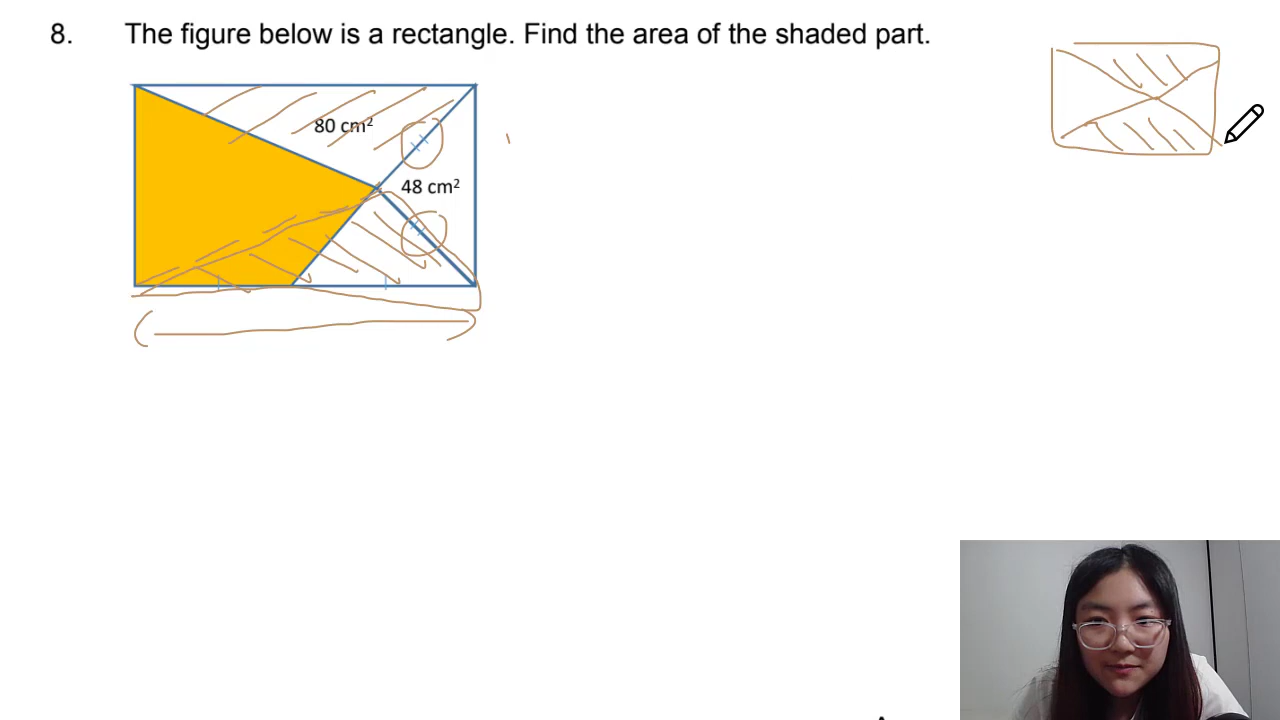 8. The figure below is a rectangle. Find the area of the shaded part.
80 cm²
48 cm²